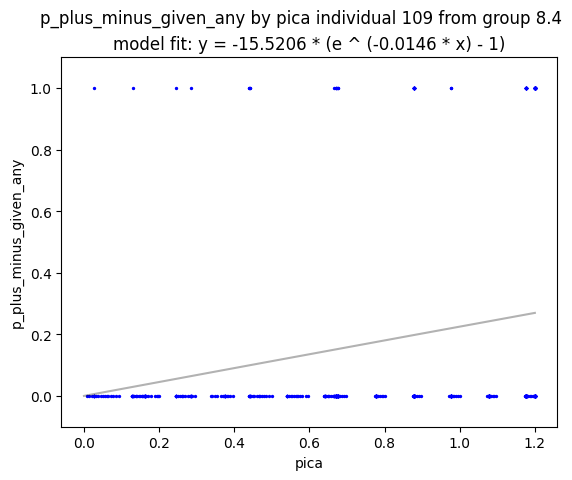 p_plus_minus_given_any by pica individual 109 from group 8.4
model fit: y = -15.5206 * (e ^ (-0.0146 * x) - 1)
p_plus_minus_given_any
1.0
0.8
0.6
0.4
0.2
0.0
0.0 0.2 0.4 0.6 0.8 1.0 1.2
pica